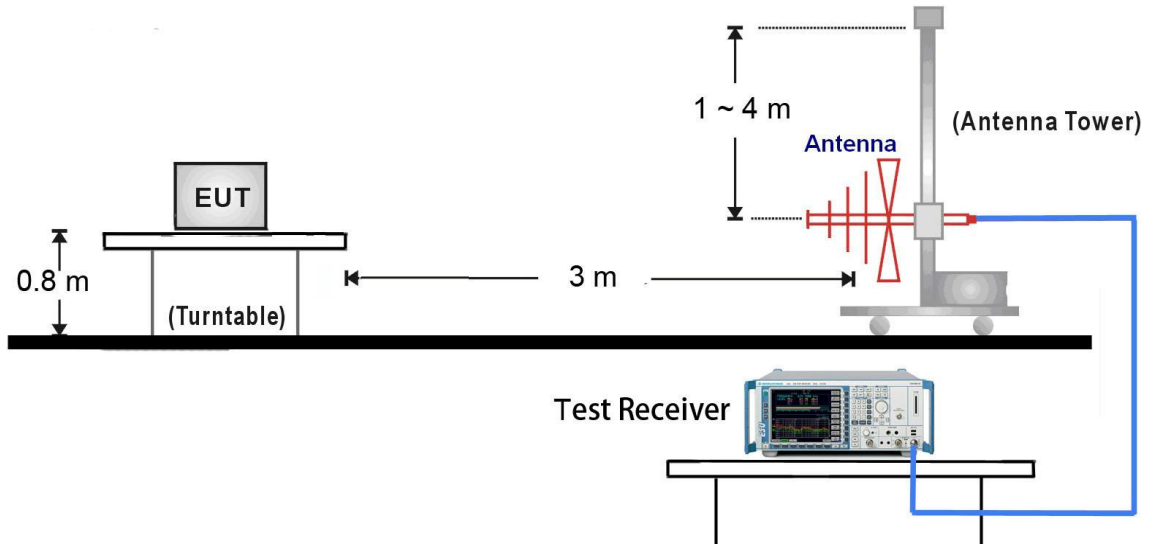 1 ~ 4 m
(Antenna Tower)
Antenna
EUT
0.8 m
3 m
(Turntable)
Test Receiver